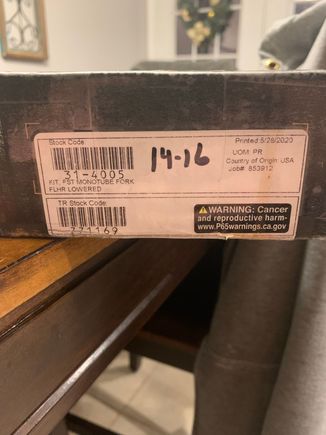 Stock Code:
Printed 5/28/2020
UOM PR
Country of Origin USA
Job# 853912
31-4005
14-16
KIT, FST MONOTUBE FORK
FLHR LOWERED
TR Stock Code:
271169
WARNING: Cancer
and reproductive harm-
www.P65warnings.ca.gov